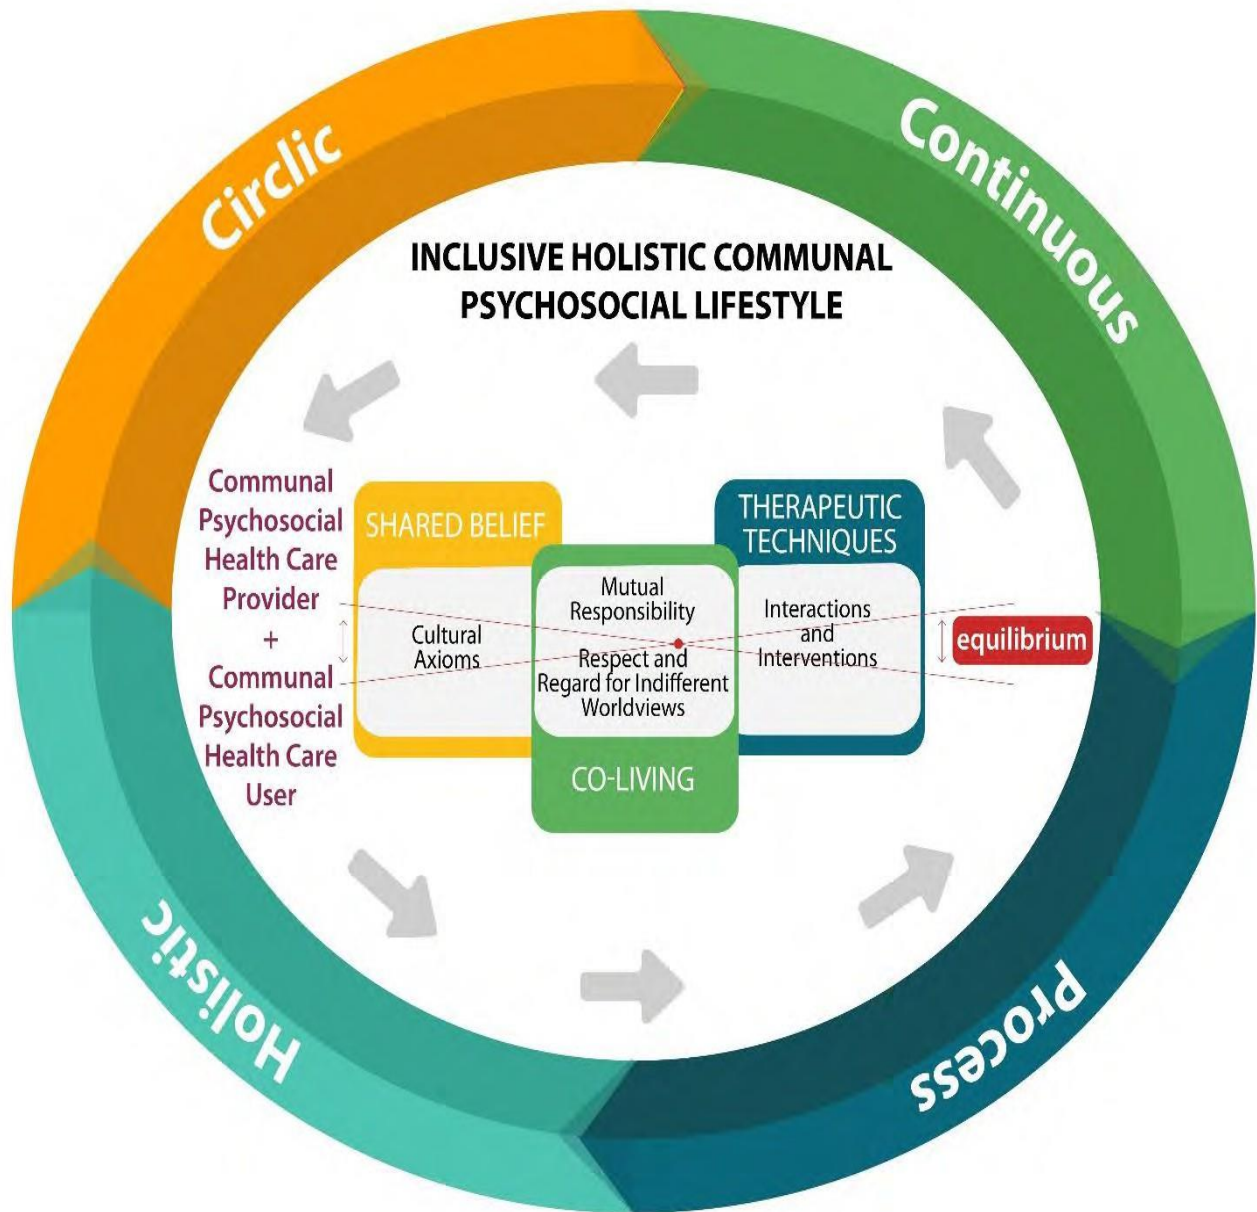 Circlic
Continuous
INCLUSIVE HOLISTIC COMMUNAL
PSYCHOSOCIAL LIFESTYLE
Communal
Psychosocial
Health Care
Provider
+
Communal
Psychosocial
Health Care
User
SHARED BELIEF
Cultural
Axioms
Mutual
Responsibility
Respect and
Regard for Indifferent
Worldviews
CO-LIVING
THERAPEUTIC
TECHNIQUES
Interactions
and
Interventions
equilibrium
Holistic
Process